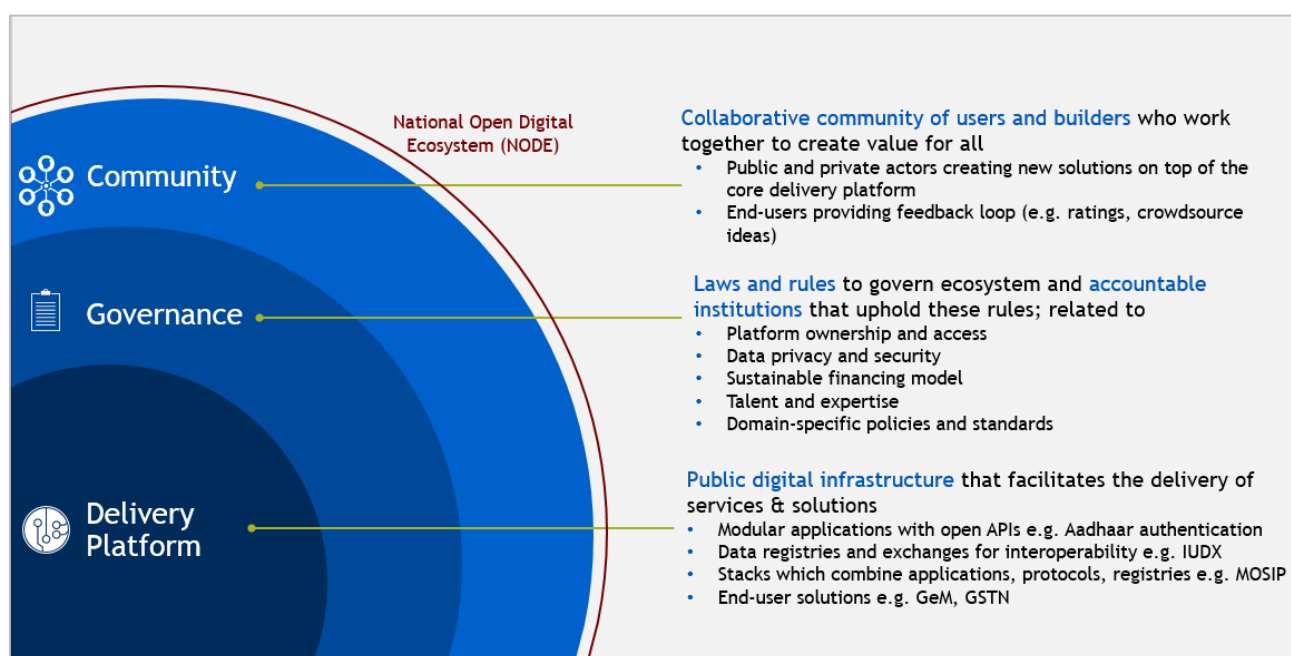 National Open Digital
Ecosystem (NODE)
Community
Collaborative community of users and builders who work
together to create value for all
• Public and private actors creating new solutions on top of the
core delivery platform
• End-users providing feedback loop (e.g. ratings, crowdsource
ideas)
Governance
Laws and rules to govern ecosystem and accountable
institutions that uphold these rules; related to
• Platform ownership and access
• Data privacy and security
• Sustainable financing model
• Talent and expertise
• Domain-specific policies and standards
Delivery
Platform
Public digital infrastructure that facilitates the delivery of
services & solutions
• Modular applications with open APIs e.g. Aadhaar authentication
• Data registries and exchanges for interoperability e.g. IUDX
• Stacks which combine applications, protocols, registries e.g. MOSIP
• End-user solutions e.g. GeM, GSTN